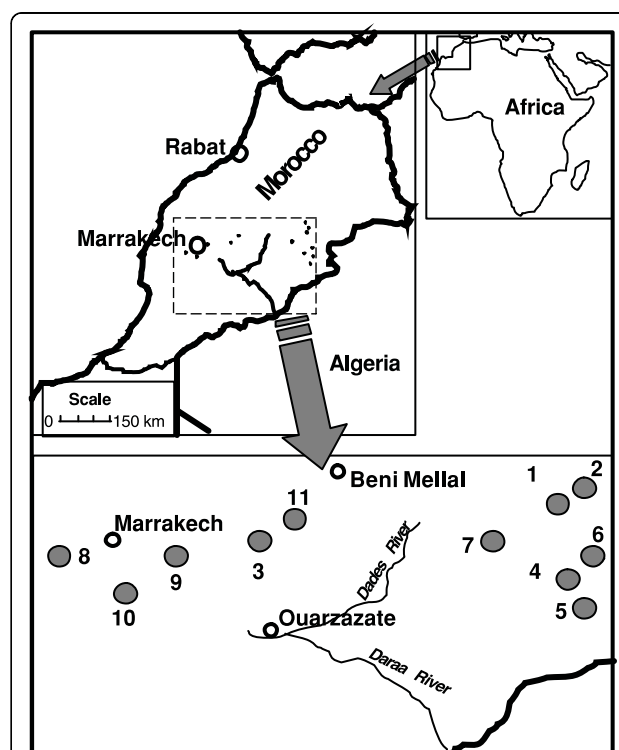 Africa
Rabat
Morocco
Marrakech
Algeria
Scale
0 150 km
Beni Mellal
1
2
11
Marrakech
8
9
3
7
6
4
10
5
Dades River
Ouarzazate
Daraa River